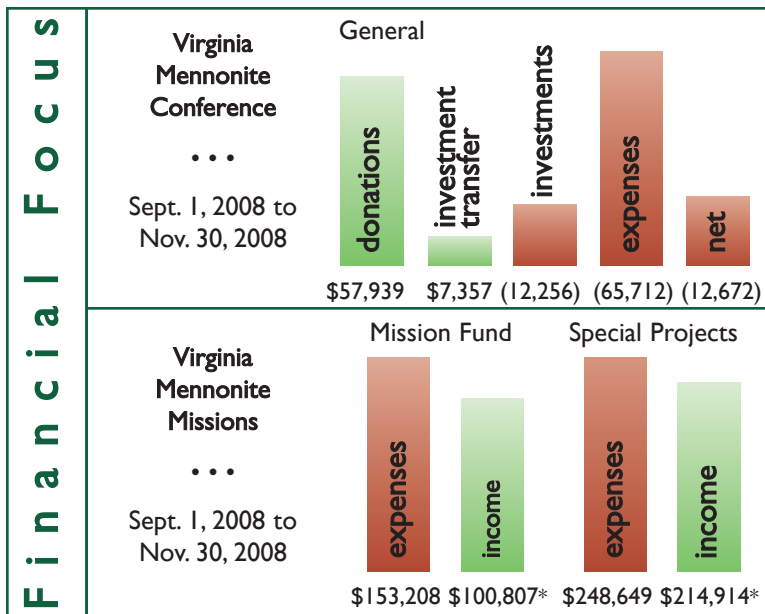 Financial Focus
Virginia
Mennonite
Conference
• • •
Sept. 1, 2008 to
Nov. 30, 2008
General
donations
investment
transfer
investments
expenses
net
$57,939 $7,357 (12,256) (65,712) (12,672)
Virginia
Mennonite
Missions
• • •
Sept. 1, 2008 to
Nov. 30, 2008
Mission Fund Special Projects
expenses
income
expenses
income
$153,208 $100,807* $248,649 $214,914*